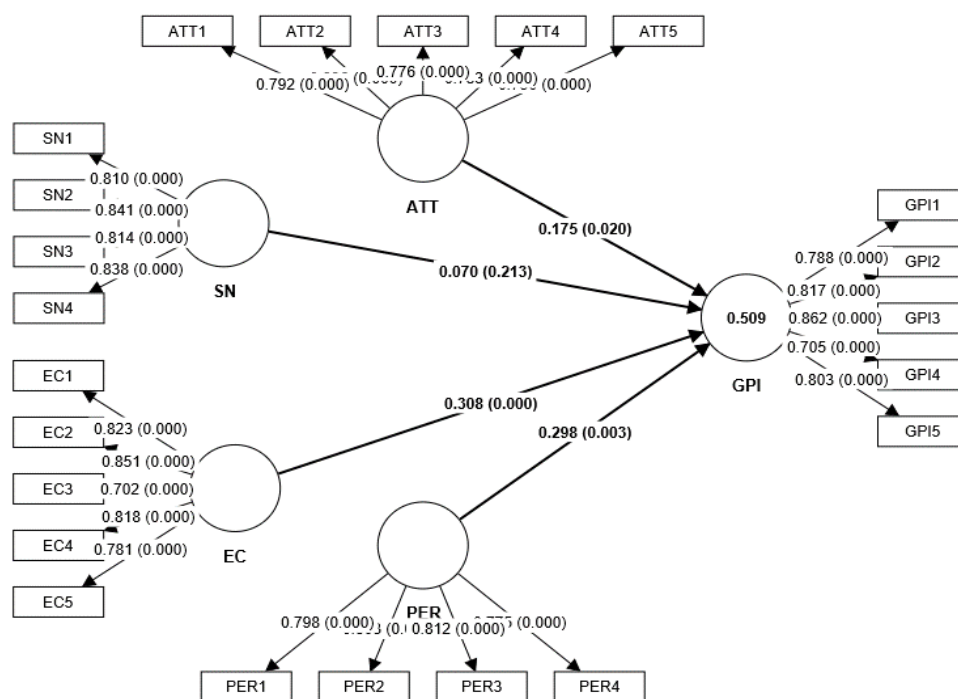 ATT1 ATT2 ATT3 ATT4 ATT5
0.792 (0.000) 0.776 (0.000) (0.000) (0.000)
ATT
SN1
SN2
SN3
SN4
0.810 (0.000)
0.841 (0.000)
0.814 (0.000)
0.838 (0.000)
SN
0.175 (0.020)
0.070 (0.213)
0.308 (0.000)
0.298 (0.003)
0.509
GPI
GPI1
GPI2
GPI3
GPI4
GPI5
0.788 (0.000)
0.817 (0.000)
0.862 (0.000)
0.705 (0.000)
0.803 (0.000)
EC1
EC2
EC3
EC4
EC5
0.823 (0.000)
0.851 (0.000)
0.702 (0.000)
0.818 (0.000)
0.781 (0.000)
EC
PER
0.798 (0.000) 0.812 (0.000) (0.000)
PER1 PER2 PER3 PER4